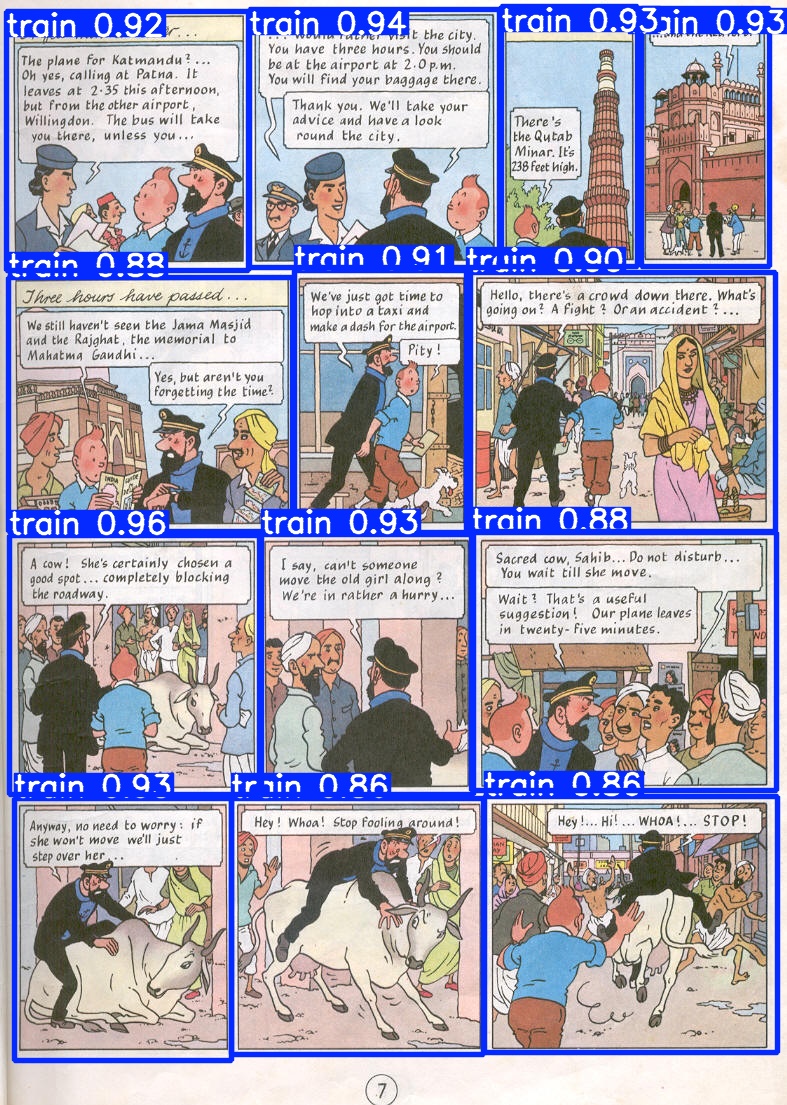 train 0.92
The plane for Katmandu?...
Oh yes, calling at Patna. It
leaves at 2·35 this afternoon,
but from the other airport,
Willingdon. The bus will take
you there, unless you...
train 0.94
... would rather visit the city.
You have three hours. You should
be at the airport at 2.0 p.m.
You will find your baggage there.
Thank you. We'll take your
advice and have a look
round the city.
train 0.93
There's
the Qutab
Minar. It's
238 feet high.
0.93
train 0.88
Three hours have passed...
We still haven't seen the Jama Masjid
and the Rajghat, the memorial to
Mahatma Gandhi...
Yes, but aren't you
forgetting the time?
INDIA
GUIDE
train 0.91
We've just got time to
hop into a taxi and
make a dash for the airport.
Pity!
train 0.90
Hello, there's a crowd down there. What's
going on? A fight? Or an accident?...
train 0.96
A cow! She's certainly chosen a
good spot... completely blocking
the roadway.
train 0.93
I say, can't someone
move the old girl along?
We're in rather a hurry...
train 0.88
Sacred cow, Sahib... Do not disturb...
You wait till she move.
Wait? That's a useful
suggestion! Our plane leaves
in twenty-five minutes.
train 0.93
Anyway, no need to worry: if
she won't move we'll just
step over her...
train 0.86
Hey! Whoa! Stop fooling around!
train 0.86
Hey!... Hi!... WHOA!... STOP!
7